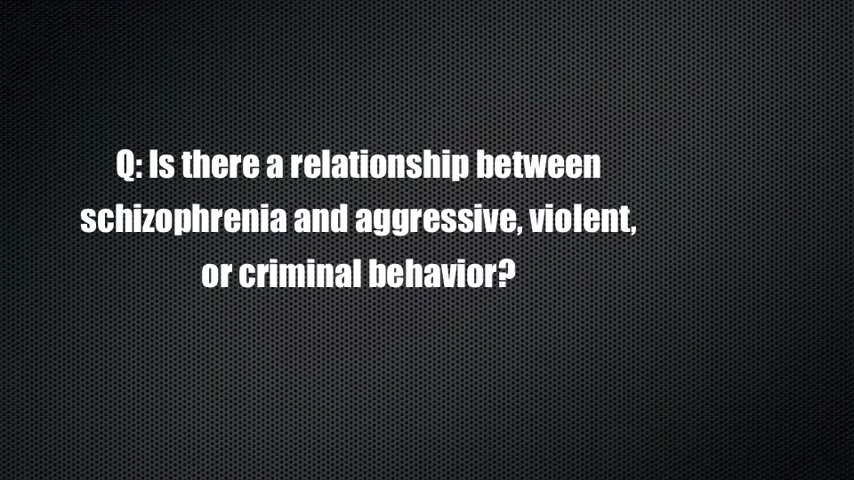 Q: Is there a relationship between
schizophrenia and aggressive, violent,
or criminal behavior?